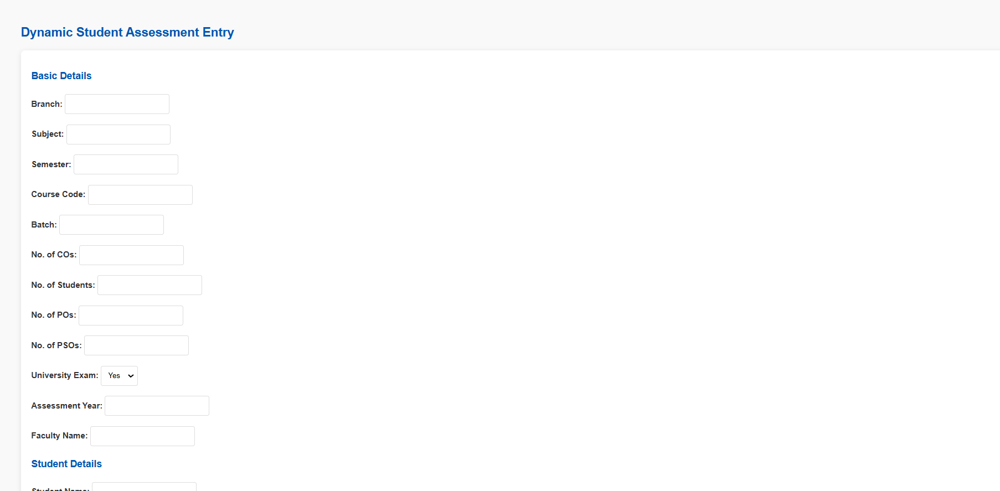 Dynamic Student Assessment Entry
Basic Details
Branch:
Subject:
Semester:
Course Code:
Batch:
No. of COs:
No. of Students:
No. of POs:
No. of PSOs:
University Exam: Yes
Assessment Year:
Faculty Name:
Student Details
Student Name: